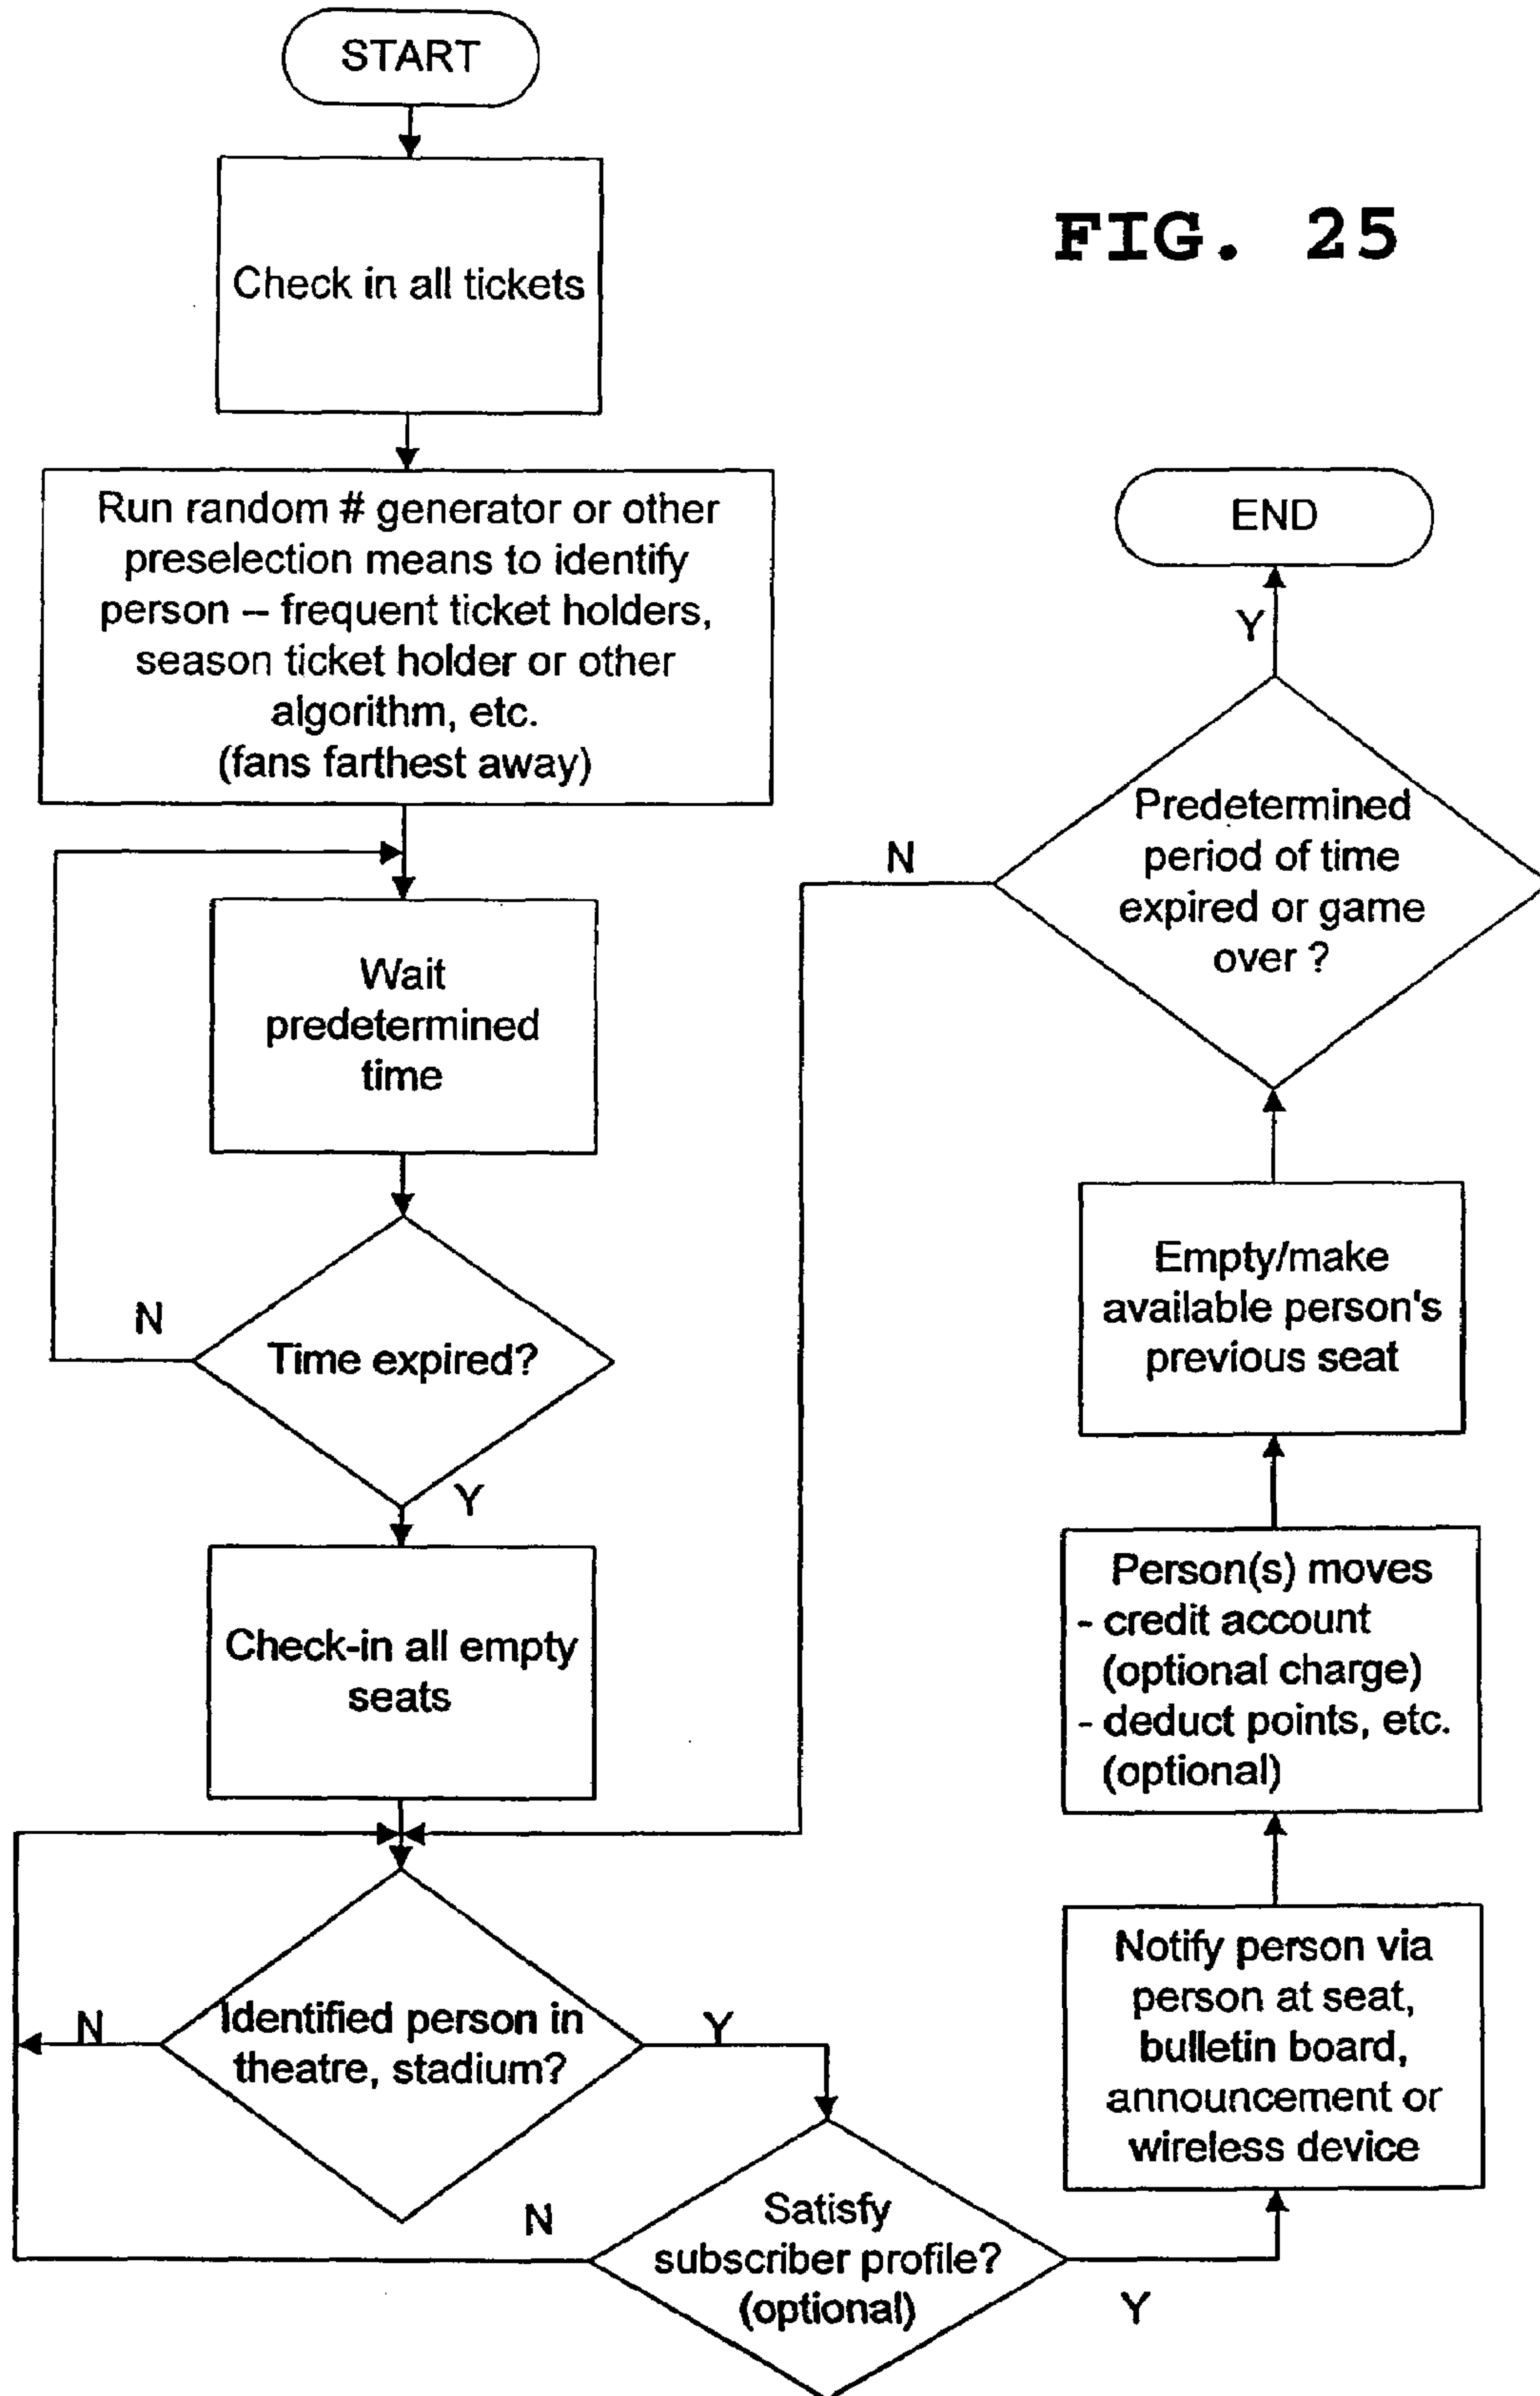 START
FIG. 25
Check in all tickets
Run random # generator or other
preselection means to identify
person – frequent ticket holders,
season ticket holder or other
algorithm, etc.
(fans farthest away)
Wait
predetermined
time
N
Time expired?
Y
Check-in all empty
seats
N
Identified person in
theatre, stadium?
Y
N
Satisfy
subscriber profile?
(optional)
Y
Notify person via
person at seat,
bulletin board,
announcement or
wireless device
Person(s) moves
- credit account
(optional charge)
- deduct points, etc.
(optional)
Empty/make
available person's
previous seat
Predetermined
period of time
expired or game
over ?
N
Y
END